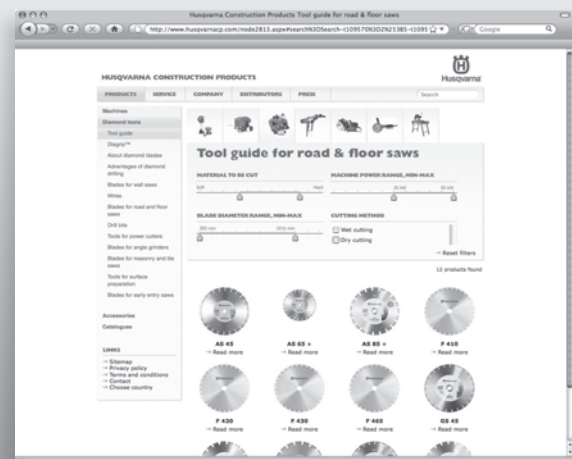 Husqvarna Construction Products Tool guide for road & floor saws
Google
Husqvarna
HUSQVARNA CONSTRUCTION PRODUCTS
PRODUCTS SERVICE COMPANY DISTRIBUTORS PRESS Search
Machines
Diamond tools
Tool guide
Diagrip™
About diamond blades
Advantages of diamond
drilling
Blades for wall saws
Wires
Blades for road and floor
saws
Drill bits
Tools for power cutters
Blades for angle grinders
Blades for masonry and tile
saws
Tools for surface
preparation
Blades for early entry saws
Accessories
Catalogues
LINKS
→ Sitemap
→ Privacy policy
→ Terms and conditions
→ Contact
→ Choose country
Tool guide for road & floor saws
MATERIAL TO BE CUT
Soft Hard
MACHINE POWER RANGE, MIN-MAX
BLADE DIAMETER RANGE, MIN-MAX
CUTTING METHOD
Wet cutting
Dry cutting
→ Reset filters
12 products found
AS 45 AS 65 + AS 85 + F 410
→ Read more → Read more → Read more → Read more
F 420 F 430 F 465 GS 45
→ Read more → Read more → Read more → Read more